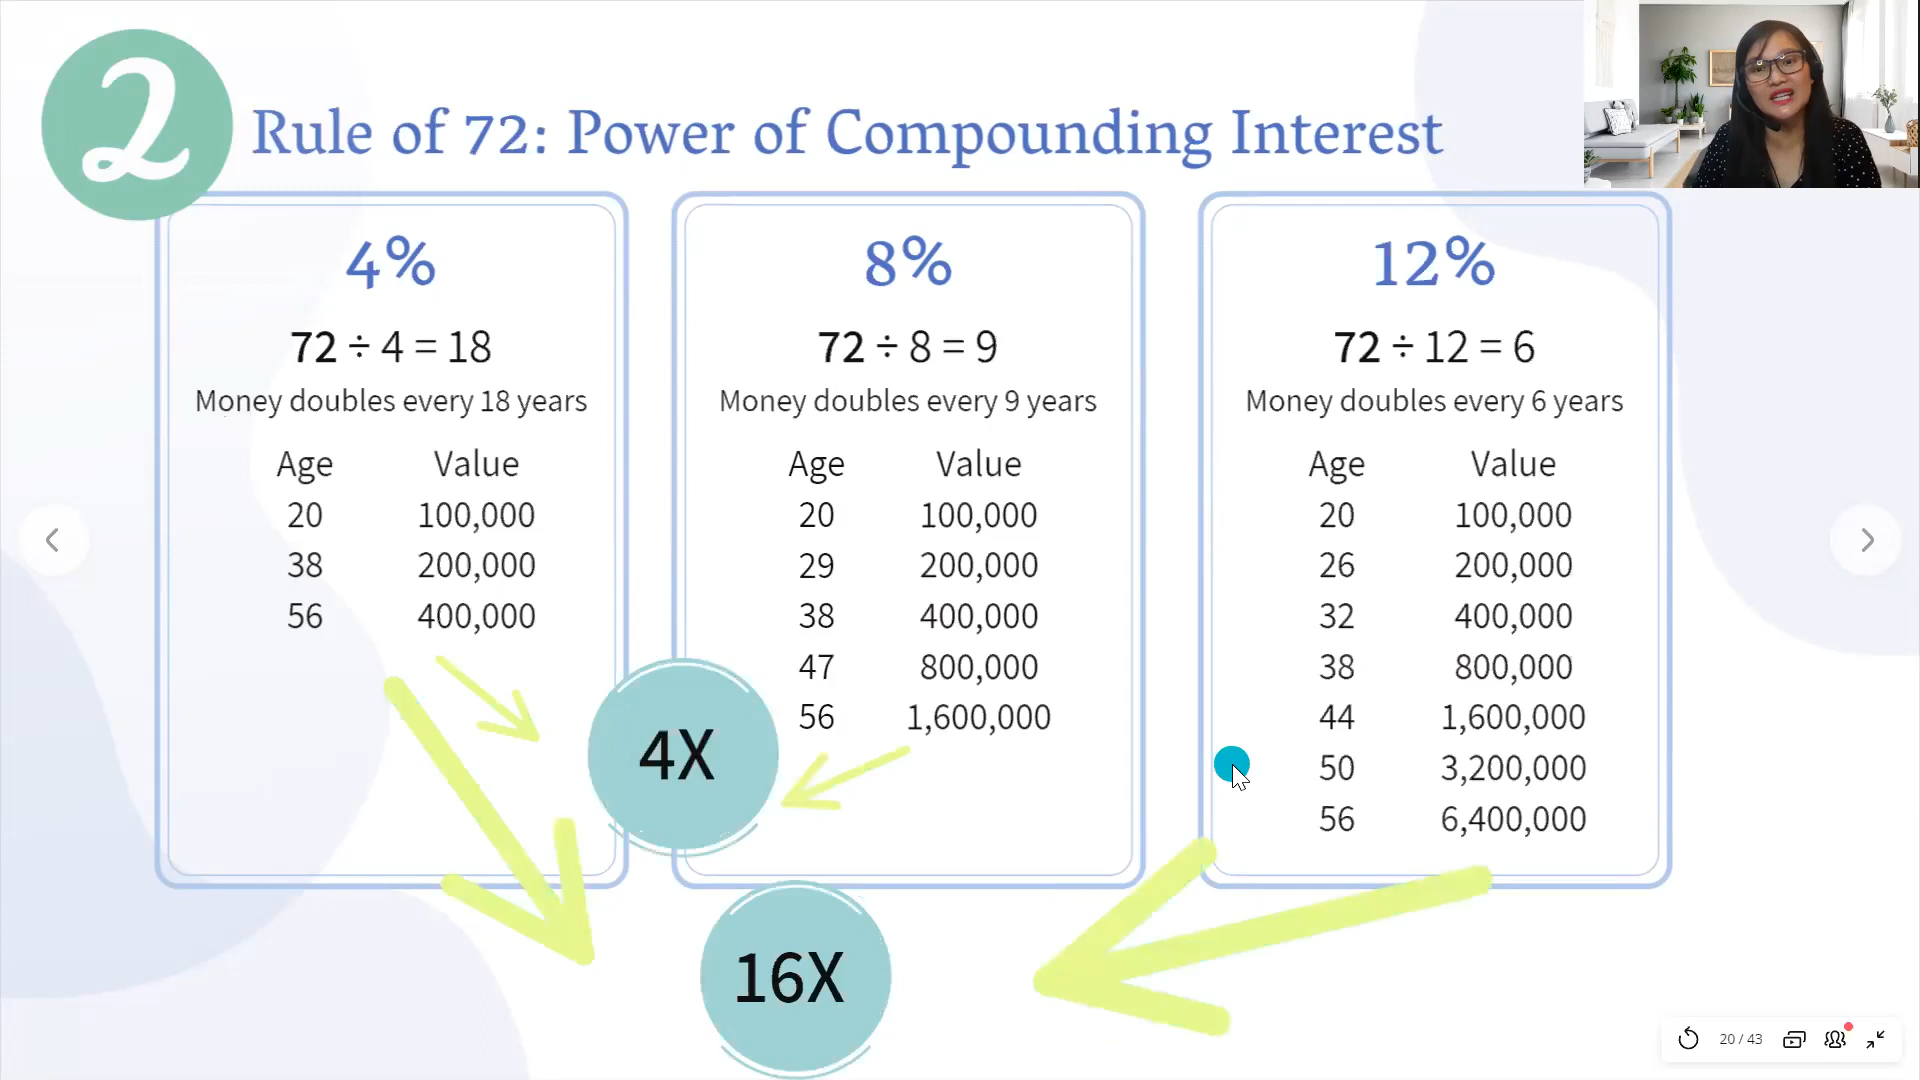 2
Rule of 72: Power of Compounding Interest
4%
72 ÷ 4 = 18
Money doubles every 18 years
Age Value
20 100,000
38 200,000
56 400,000
8%
72 ÷ 8 = 9
Money doubles every 9 years
Age Value
20 100,000
29 200,000
38 400,000
47 800,000
56 1,600,000
12%
72 ÷ 12 = 6
Money doubles every 6 years
Age Value
20 100,000
26 200,000
32 400,000
38 800,000
44 1,600,000
50 3,200,000
56 6,400,000
4X
16X
20 / 43